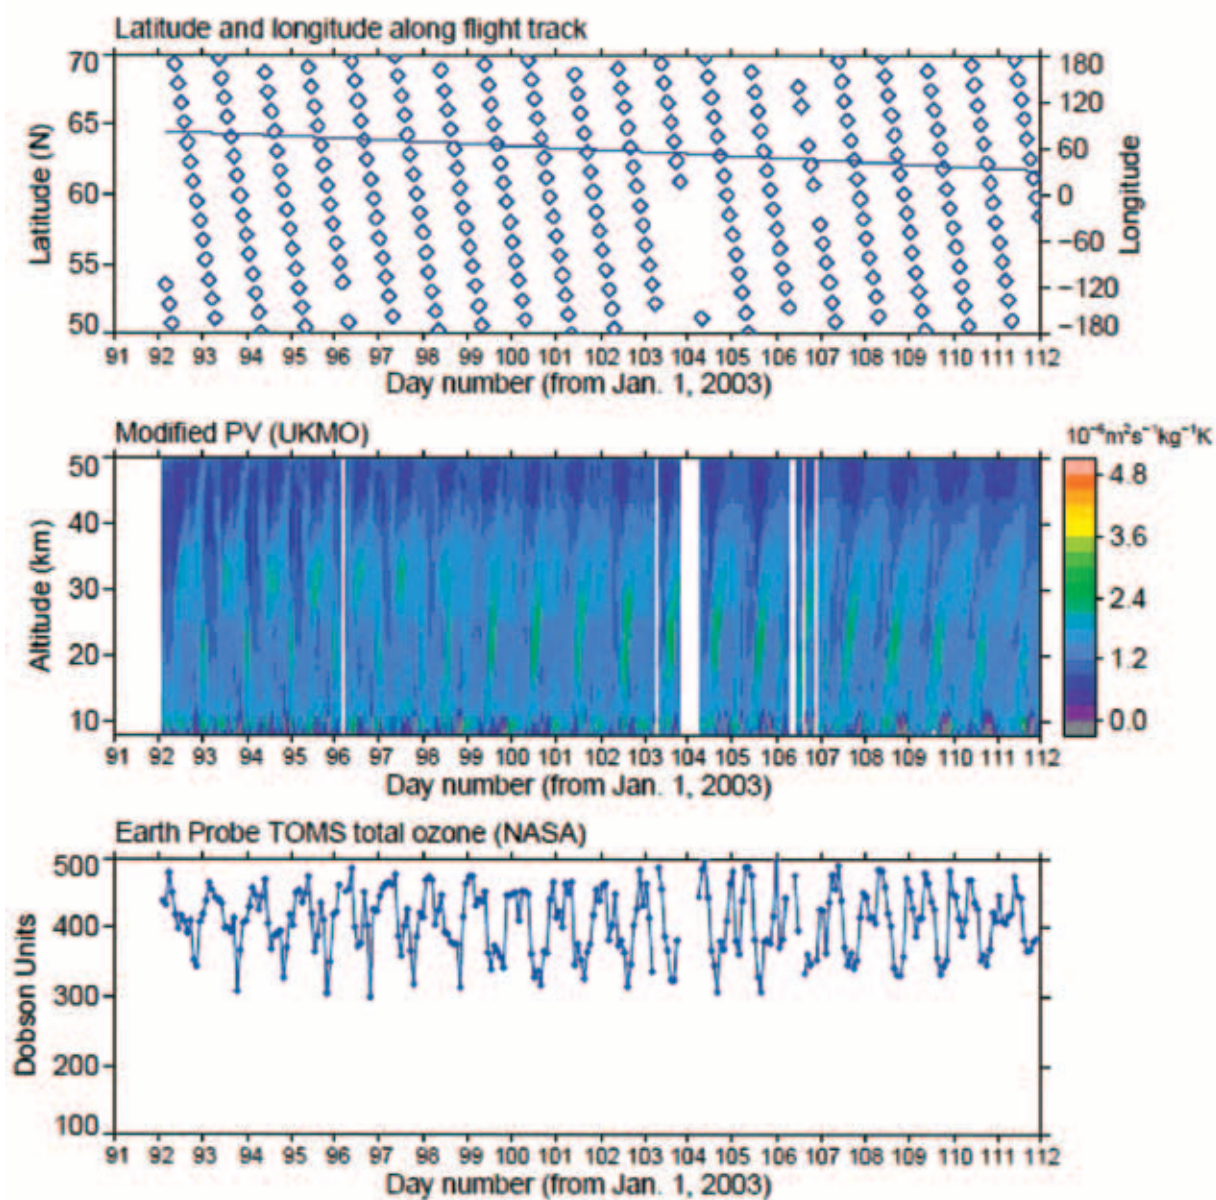 Latitude and longitude along flight track
70
65
60
55
50
Latitude (N)
180
120
60
0
−60
−120
−180
Longitude
91 92 93 94 95 96 97 98 99 100 101 102 103 104 105 106 107 108 109 110 111 112
Day number (from Jan. 1, 2003)
Modified PV (UKMO)
10⁻⁶m²s⁻¹kg⁻¹K
50
40
30
20
10
Altitude (km)
4.8
3.6
2.4
1.2
0.0
91 92 93 94 95 96 97 98 99 100 101 102 103 104 105 106 107 108 109 110 111 112
Day number (from Jan. 1, 2003)
Earth Probe TOMS total ozone (NASA)
500
400
300
200
100
Dobson Units
91 92 93 94 95 96 97 98 99 100 101 102 103 104 105 106 107 108 109 110 111 112
Day number (from Jan. 1, 2003)